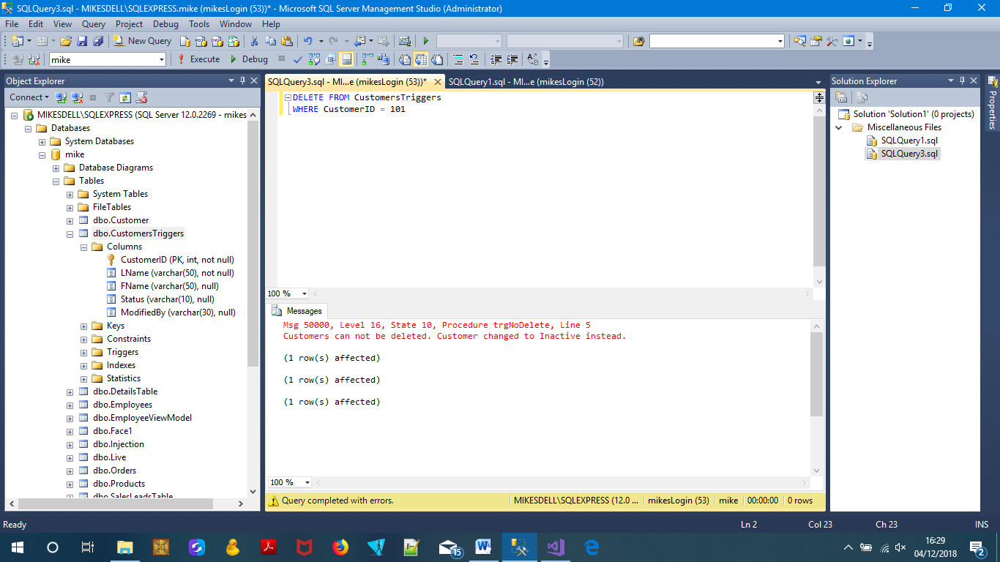 SQLQuery3.sql - MIKESDELL\SQLEXPRESS.mike (mikesLogin (53))* - Microsoft SQL Server Management Studio (Administrator)
File Edit View Query Project Debug Tools Window Help
New Query
mike Execute Debug
Object Explorer
Connect
MIKESDELL\SQLEXPRESS (SQL Server 12.0.2269 - mikes
Databases
System Databases
mike
Database Diagrams
Tables
System Tables
FileTables
dbo.Customer
dbo.CustomersTriggers
Columns
CustomerID (PK, int, not null)
LName (varchar(50), not null)
FName (varchar(50), null)
Status (varchar(10), null)
ModifiedBy (varchar(30), null)
Keys
Constraints
Triggers
Indexes
Statistics
dbo.DetailsTable
dbo.Employees
dbo.EmployeeViewModel
dbo.Face1
dbo.Injection
dbo.Live
dbo.Orders
dbo.Products
dbo.SalesLeadsTable
SQLQuery3.sql - MI...e (mikesLogin (53))* SQLQuery1.sql - MI...e (mikesLogin (52))
DELETE FROM CustomersTriggers
WHERE CustomerID = 101
100 %
Messages
Msg 50000, Level 16, State 10, Procedure trgNoDelete, Line 5
Customers can not be deleted. Customer changed to Inactive instead.
(1 row(s) affected)
(1 row(s) affected)
(1 row(s) affected)
100 %
Query completed with errors. MIKESDELL\SQLEXPRESS (12.0 ... mikesLogin (53) mike 00:00:00 0 rows
Solution Explorer
Solution 'Solution1' (0 projects)
Miscellaneous Files
SQLQuery1.sql
SQLQuery3.sql
Properties
Ready Ln 2 Col 23 Ch 23 INS
DOS
15
16:29
04/12/2018
2